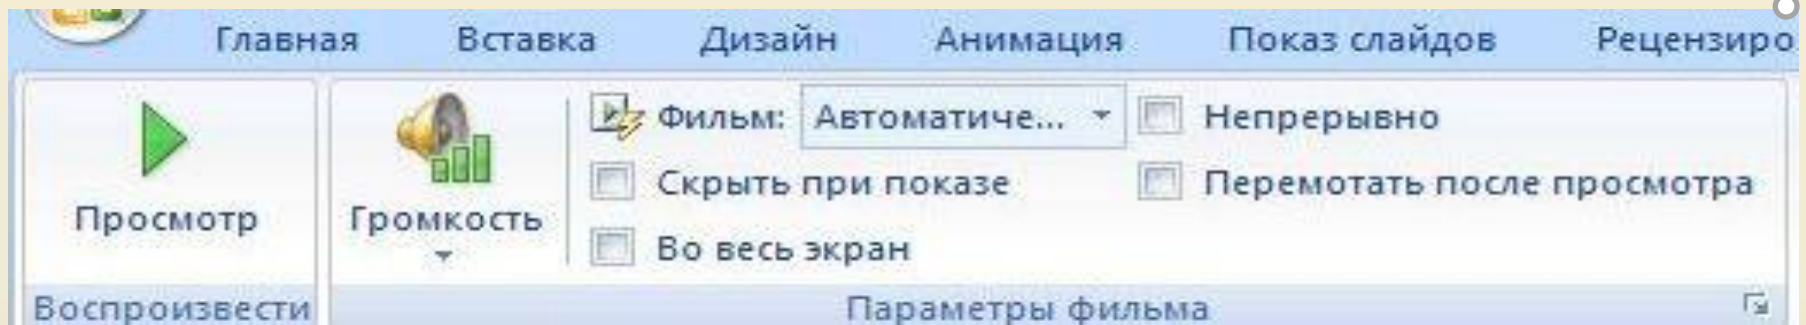 Главная Вставка Дизайн Анимация Показ слайдов Рецензиро
Просмотр
Громкость
Фильм: Автоматиче...
Скрыть при показе
Во весь экран
Непрерывно
Перемотать после просмотра
Воспроизвести
Параметры фильма